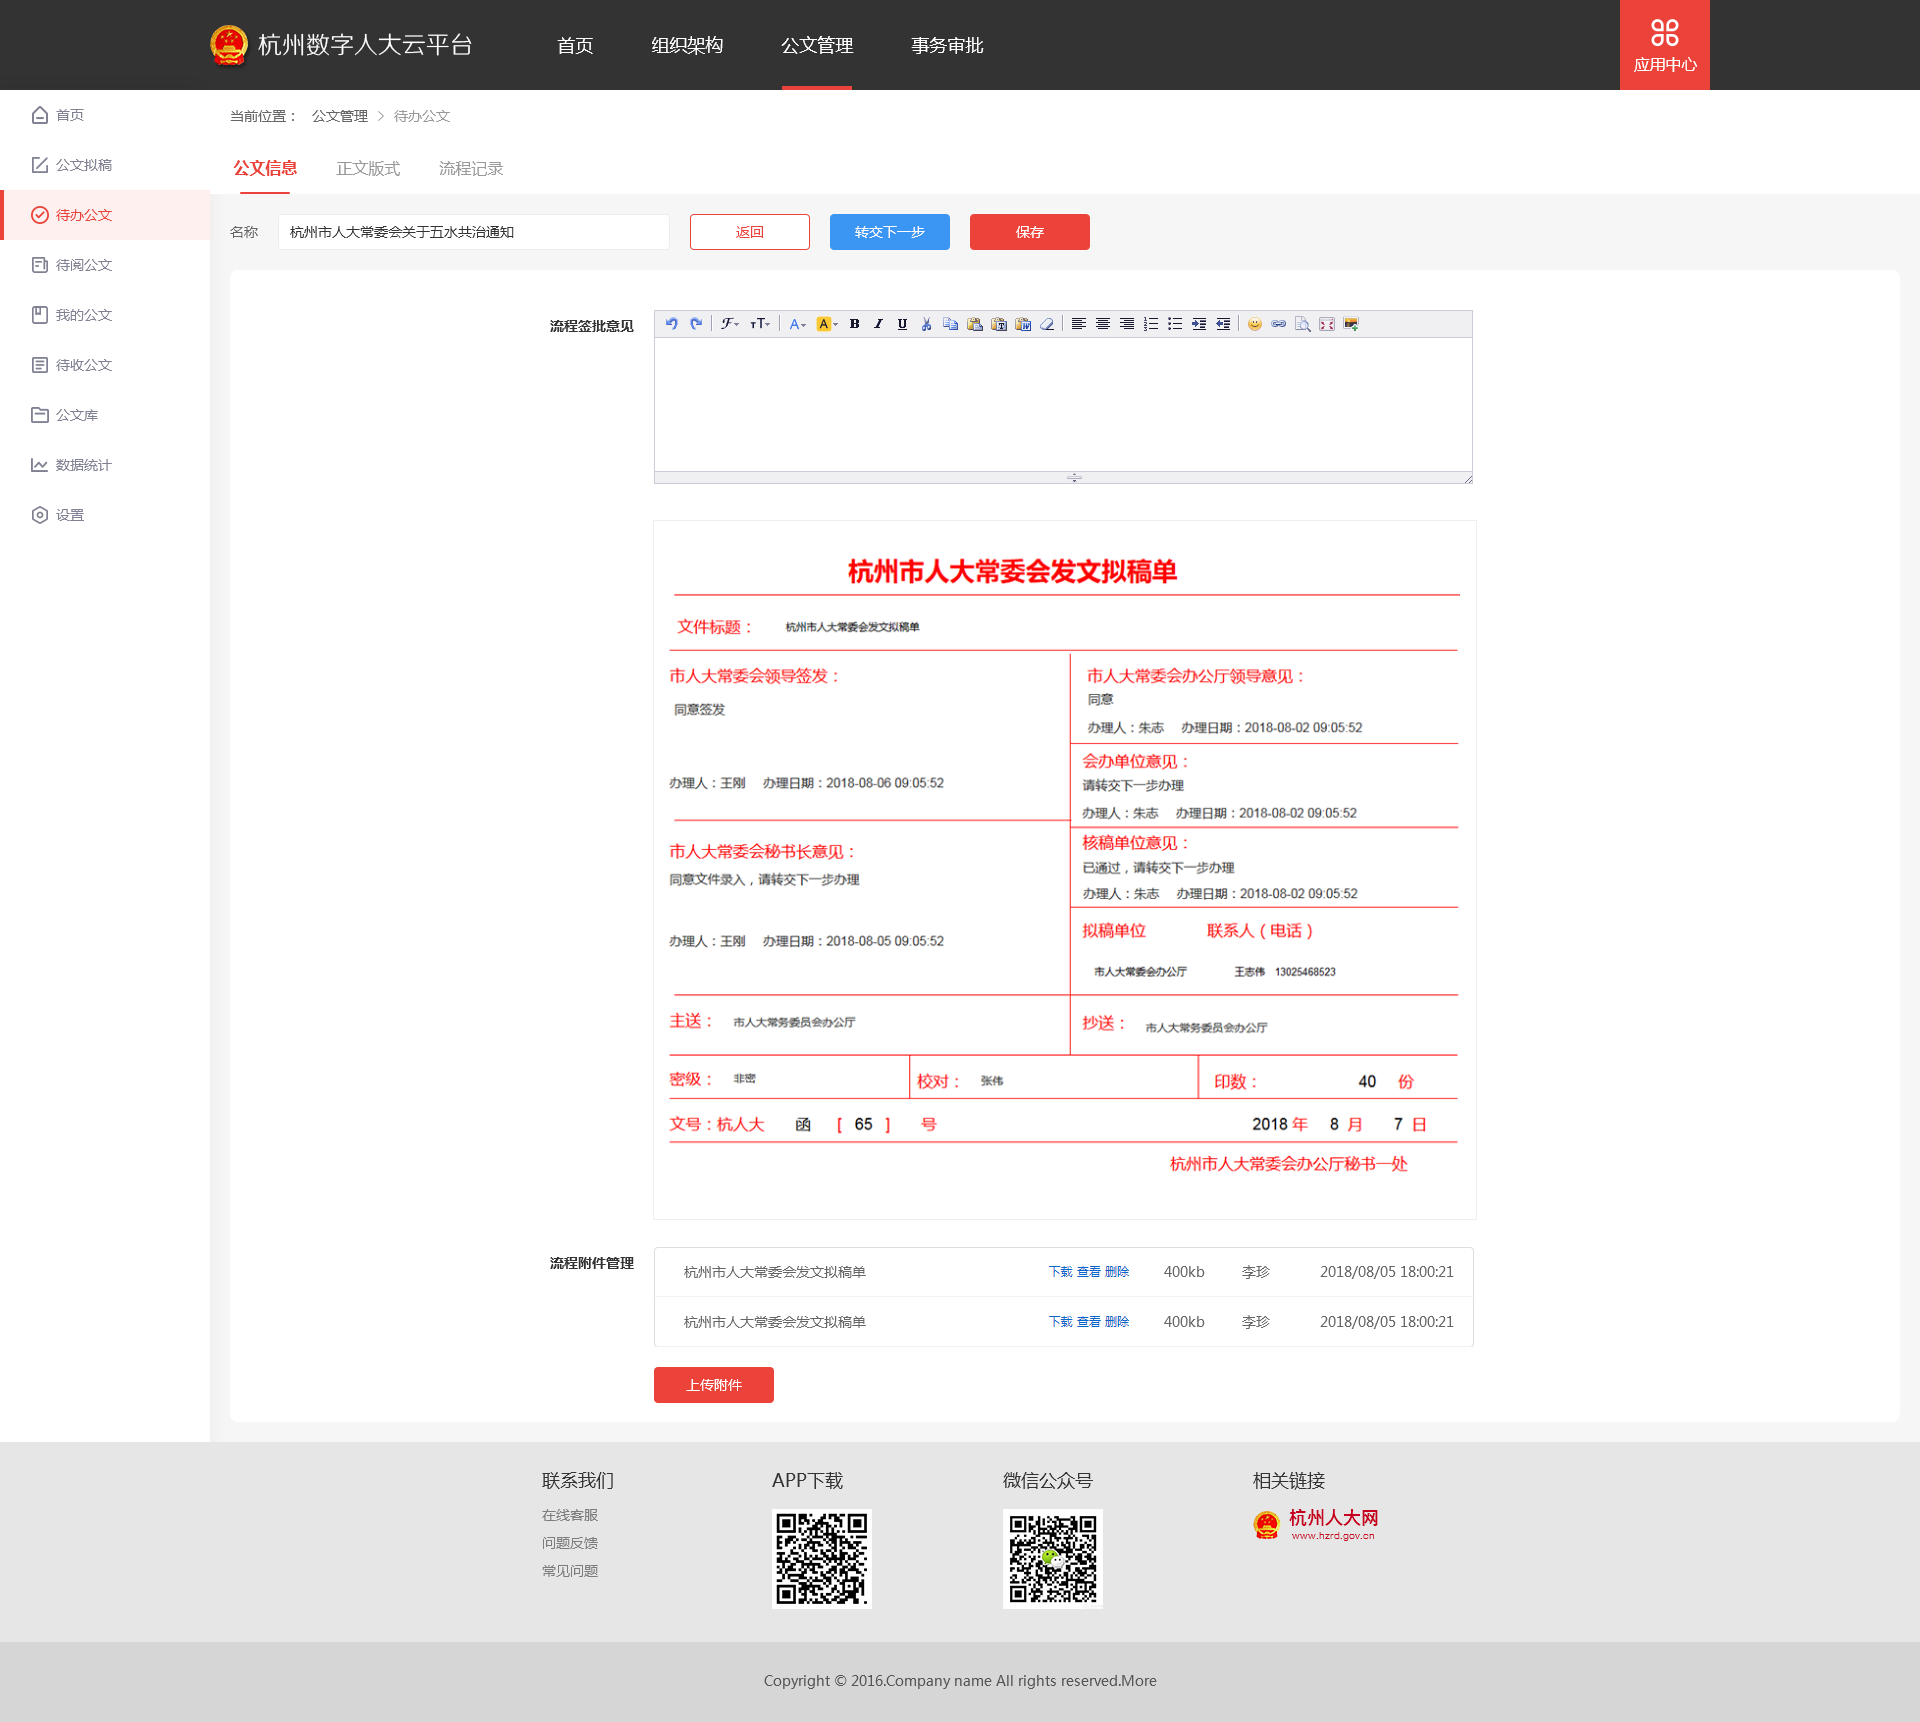 杭州数字人大云平台
首页
组织架构
公文管理
事务审批
应用中心
首页
公文拟稿
待办公文
待阅公文
我的公文
待收公文
公文库
数据统计
设置
当前位置： 公文管理 > 待办公文
公文信息
正文版式
流程记录
名称
杭州市人大常委会关于五水共治通知
返回
转交下一步
保存
流程签批意见
杭州市人大常委会发文拟稿单
文件标题： 杭州市人大常委会发文拟稿单
市人大常委会领导签发：
同意签发
办理人：王刚 办理日期：2018-08-06 09:05:52
市人大常委会秘书长意见：
同意文件录入，请转交下一步办理
办理人：王刚 办理日期：2018-08-05 09:05:52
市人大常委会办公厅领导意见：
同意
办理人：朱志 办理日期：2018-08-02 09:05:52
会办单位意见：
请转交下一步办理
办理人：朱志 办理日期：2018-08-02 09:05:52
核稿单位意见：
已通过，请转交下一步办理
办理人：朱志 办理日期：2018-08-02 09:05:52
拟稿单位 联系人（电话）
市人大常委会办公厅 王志伟 13025468523
主送： 市人大常务委员会办公厅
抄送： 市人大常务委员会办公厅
密级： 非密
校对： 张伟
印数： 40 份
文号：杭人大 函 [ 65 ] 号
2018 年 8 月 7 日
杭州市人大常委会办公厅秘书一处
流程附件管理
杭州市人大常委会发文拟稿单 下载 查看 删除 400kb 李珍 2018/08/05 18:00:21
杭州市人大常委会发文拟稿单 下载 查看 删除 400kb 李珍 2018/08/05 18:00:21
上传附件
联系我们
在线客服
问题反馈
常见问题
APP下载
微信公众号
相关链接
杭州人大网
www.hzrd.gov.cn
Copyright © 2016.Company name All rights reserved.More